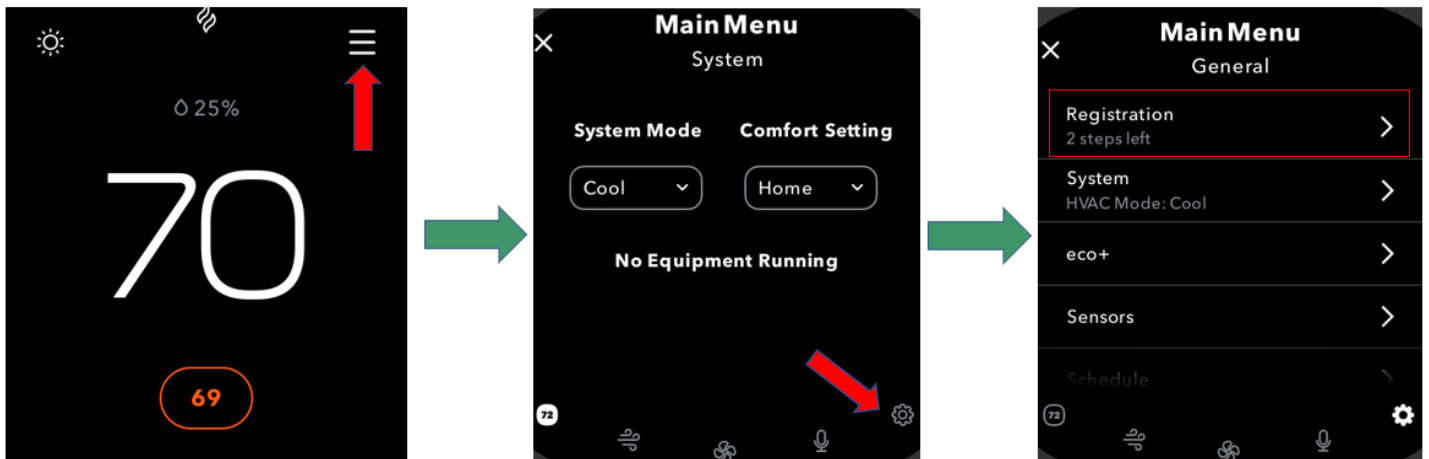 25%
70
69
Main Menu
System
System Mode
Comfort Setting
Cool
Home
No Equipment Running
72
Main Menu
General
Registration
2 steps left
System
HVAC Mode: Cool
eco+
Sensors
Schedule
72